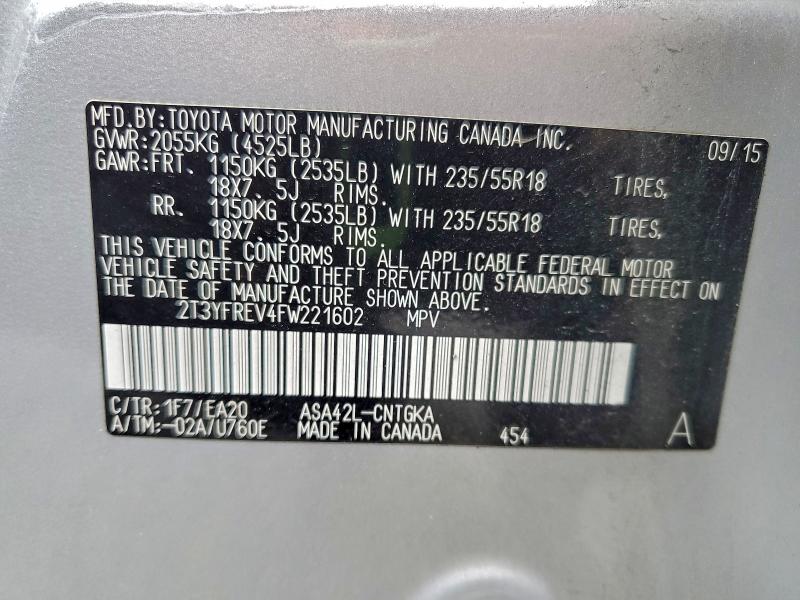 MFD.BY:TOYOTA MOTOR MANUFACTURING CANADA INC. 09/15
GVWR:2055KG (4525LB)
GAWR:FRT. 1150KG (2535LB) WITH 235/55R18 TIRES,
18X7. 5J RIMS.
RR. 1150KG (2535LB) WITH 235/55R18 TIRES,
18X7. 5J RIMS.
THIS VEHICLE CONFORMS TO ALL APPLICABLE FEDERAL MOTOR
VEHICLE SAFETY AND THEFT PREVENTION STANDARDS IN EFFECT ON
THE DATE OF MANUFACTURE SHOWN ABOVE.
2T3YFREV4FW221602 MPV
C/TR:1F7/EA20 ASA42L-CNTGKA
A/TM:-02A/U760E MADE IN CANADA 454 A